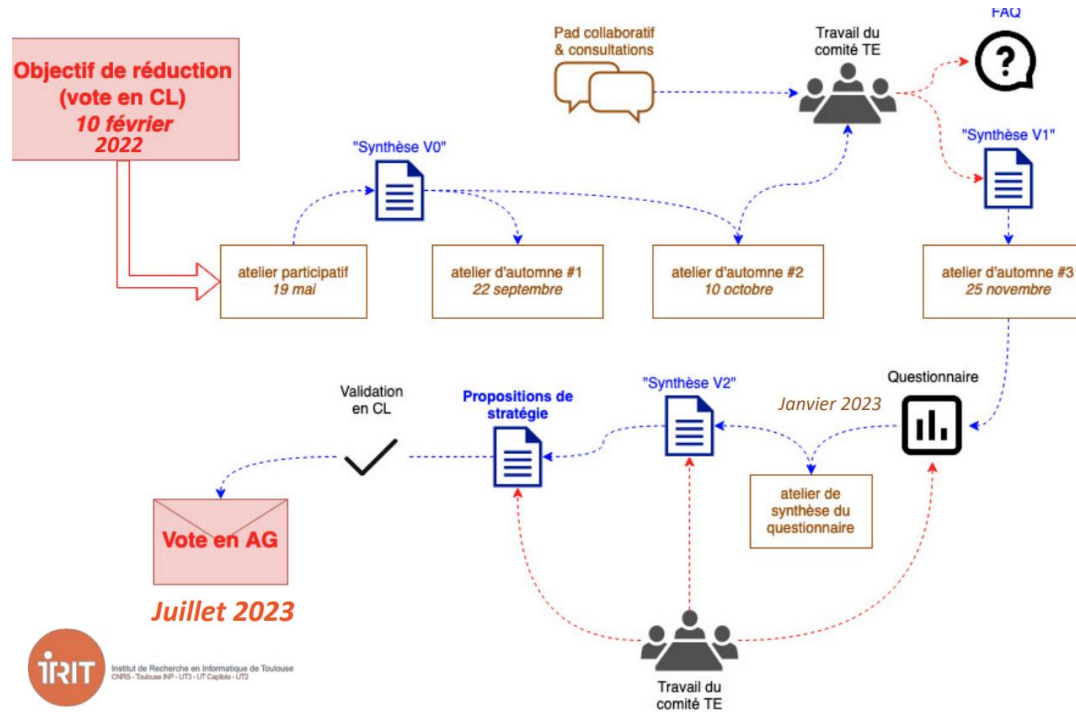 FAQ
Pad collaboratif
& consultations
Travail du
comité TE
Objectif de réduction
(vote en CL)
10 février
2022
"Synthèse V0"
"Synthèse V1"
atelier participatif
19 mai
atelier d'automne #1
22 septembre
atelier d'automne #2
10 octobre
atelier d'automne #3
25 novembre
Validation
en CL
Propositions de
stratégie
"Synthèse V2"
Janvier 2023
Questionnaire
atelier de
synthèse du
questionnaire
Vote en AG
Juillet 2023
Travail du
comité TE
iRIT
Institut de Recherche en Informatique de Toulouse
CNRS - Toulouse INP - UT3 - UT Capitole - UT2